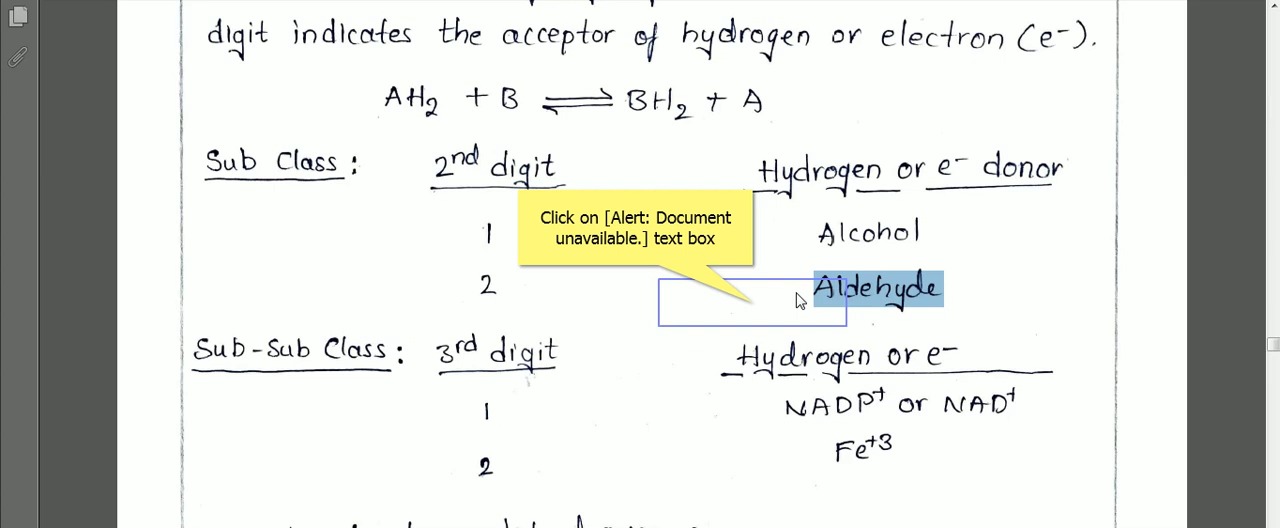 digit indicates the acceptor of hydrogen or electron (e-).
AH2 + B ⇌ BH2 + A
Sub Class : 2nd digit Hydrogen or e- donor
Click on [Alert: Document
unavailable.] text box
1 Alcohol
2 Aldehyde
Sub-Sub Class : 3rd digit Hydrogen or e-
1 NADP+ or NAD+
2 Fe+3